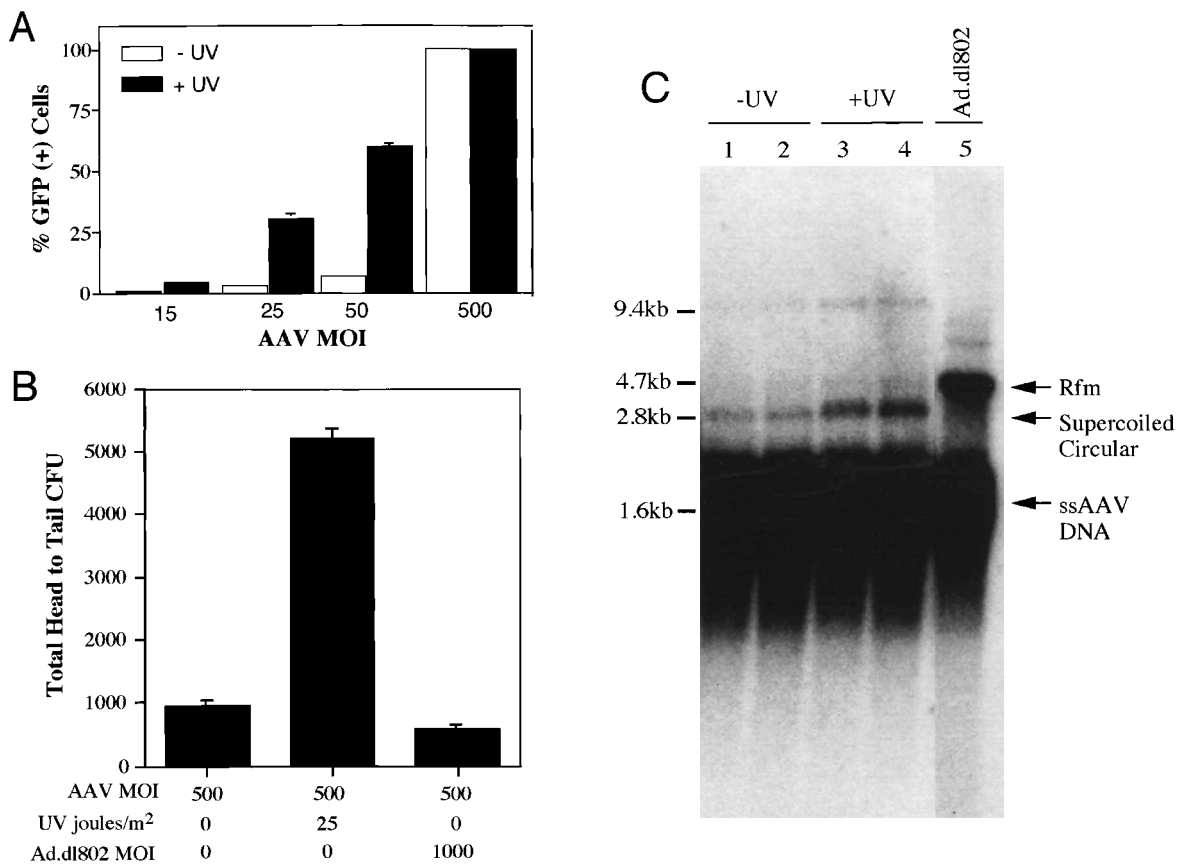 A
% GFP (+) Cells
100
75
50
25
0
- UV
+ UV
15 25 50 500
AAV MOI
B
Total Head to Tail CFU
6000
5000
4000
3000
2000
1000
0
AAV MOI 500 500 500
UV joules/m² 0 25 0
Ad.dl802 MOI 0 0 1000
C
-UV +UV Ad.dl802
1 2 3 4 5
9.4kb
4.7kb
2.8kb
1.6kb
Rfm
Supercoiled
Circular
ssAAV
DNA